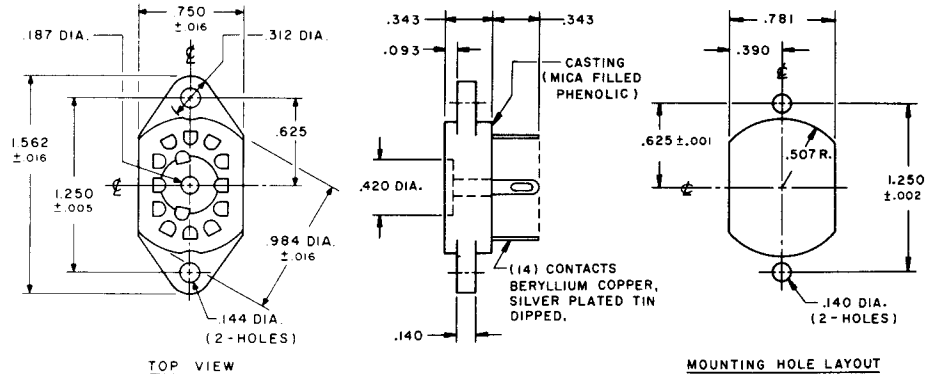 .750
±.016
.187 DIA.
.312 DIA.
℄
1.562
±.016
1.250
±.005
.625
℄
.984 DIA.
±.016
.144 DIA.
(2-HOLES)
TOP VIEW
.343
.343
.093
CASTING
(MICA FILLED
PHENOLIC)
.420 DIA.
(14) CONTACTS
BERYLLIUM COPPER,
SILVER PLATED TIN
DIPPED.
.140
.781
.390
℄
.625±.001
.507 R.
1.250
±.002
℄
.140 DIA.
(2-HOLES)
MOUNTING HOLE LAYOUT